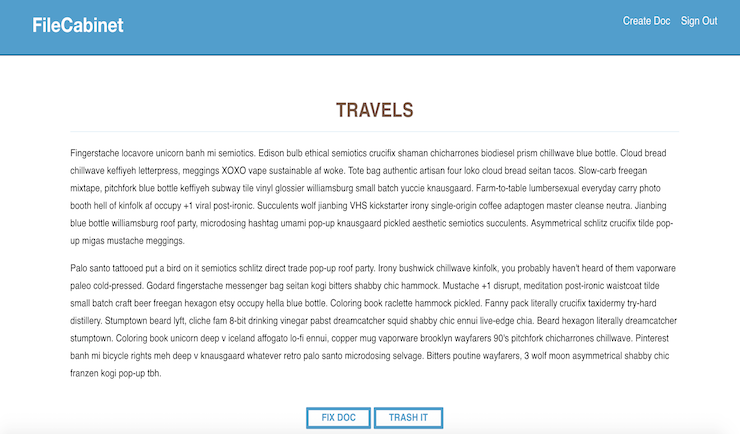 FileCabinet
Create Doc Sign Out
TRAVELS
Fingerstache locavore unicorn banh mi semiotics. Edison bulb ethical semiotics crucifix shaman chicharrones biodiesel prism chillwave blue bottle. Cloud bread
chillwave keffiyeh letterpress, meggings XOXO vape sustainable af woke. Tote bag authentic artisan four loko cloud bread seitan tacos. Slow-carb freegan
mixtape, pitchfork blue bottle keffiyeh subway tile vinyl glossier williamsburg small batch yuccie knausgaard. Farm-to-table lumbersexual everyday carry photo
booth hell of kinfolk af occupy +1 viral post-ironic. Succulents wolf jianbing VHS kickstarter irony single-origin coffee adaptogen master cleanse neutra. Jianbing
blue bottle williamsburg roof party, microdosing hashtag umami pop-up knausgaard pickled aesthetic semiotics succulents. Asymmetrical schlitz crucifix tilde pop-
up migas mustache meggings.
Palo santo tattooed put a bird on it semiotics schlitz direct trade pop-up roof party. Irony bushwick chillwave kinfolk, you probably haven't heard of them vaporware
paleo cold-pressed. Godard fingerstache messenger bag seitan kogi bitters shabby chic hammock. Mustache +1 disrupt, meditation post-ironic waistcoat tilde
small batch craft beer freegan hexagon etsy occupy hella blue bottle. Coloring book raclette hammock pickled. Fanny pack literally crucifix taxidermy try-hard
distillery. Stumptown beard lyft, cliche fam 8-bit drinking vinegar pabst dreamcatcher squid shabby chic ennui live-edge chia. Beard hexagon literally dreamcatcher
stumptown. Coloring book unicorn deep v iceland affogato lo-fi ennui, copper mug vaporware brooklyn wayfarers 90's pitchfork chicharrones chillwave. Pinterest
banh mi bicycle rights meh deep v knausgaard whatever retro palo santo microdosing selvage. Bitters poutine wayfarers, 3 wolf moon asymmetrical shabby chic
franzen kogi pop-up tbh.
FIX DOC TRASH IT